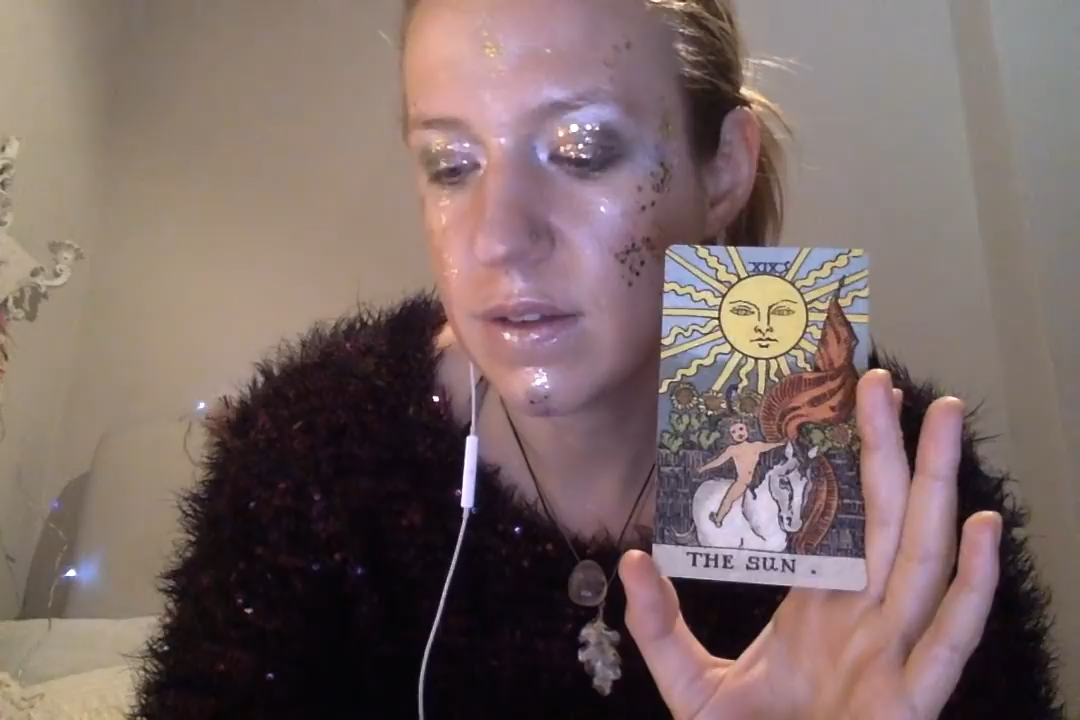 XIX
THE SUN .